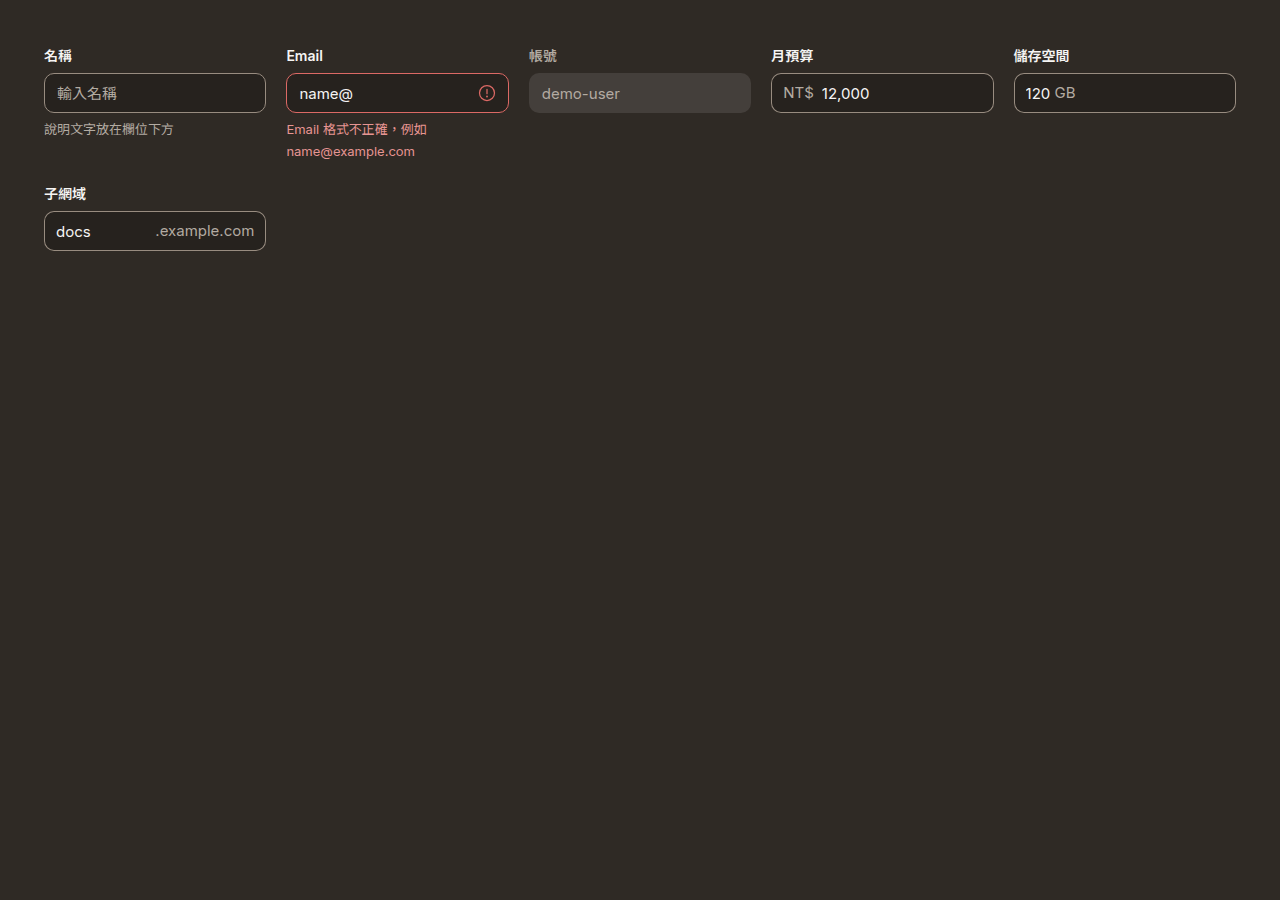 名稱
輸入名稱
說明文字放在欄位下方
Email
name@
Email 格式不正確，例如
name@example.com
帳號
demo-user
月預算
NT$ 12,000
儲存空間
120 GB
子網域
docs .example.com